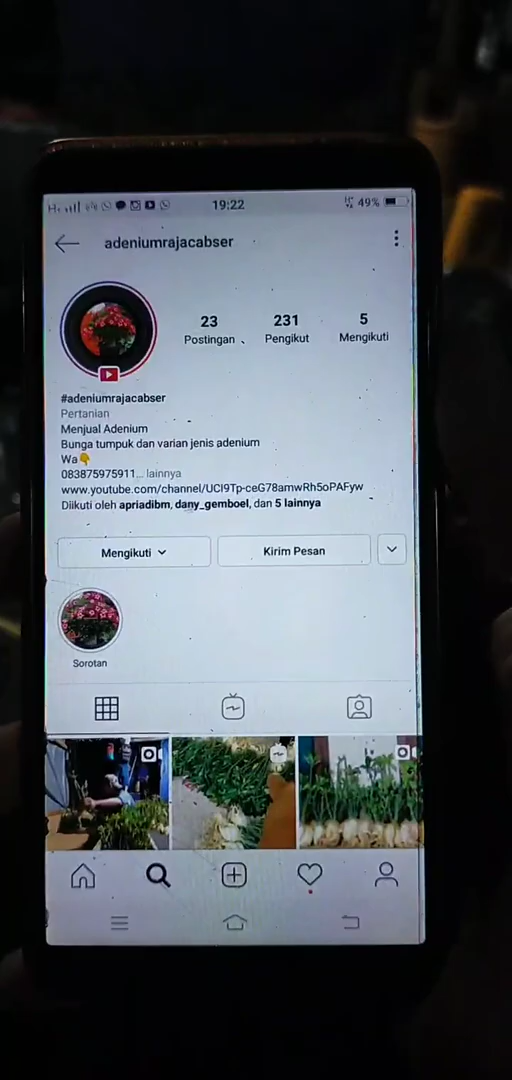 19:22
49%
adeniumrajacabser
23
231
5
Postingan
Pengikut
Mengikuti
#adeniumrajacabser
Pertanian
Menjual Adenium
Bunga tumpuk dan varian jenis adenium
Wa👇
083875975911... lainnya
www.youtube.com/channel/UCI9Tp-ceG78amwRh5oPAFyw
Diikuti oleh apriadibm, dany_gemboel, dan 5 lainnya
Mengikuti
Kirim Pesan
Sorotan